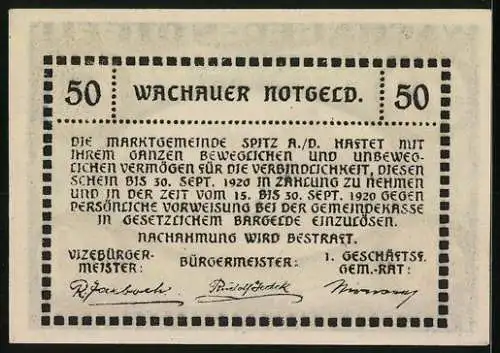 50 WACHAUER NOTGELD. 50
DIE MARKTGEMEINDE SPITZ A./D. HAFTET MIT
IHREM GANZEN BEWEGLICHEN UND UNBEWEG-
LICHEN VERMÖGEN FÜR DIE VERBINDLICHKEIT, DIESEN
SCHEIN BIS 30. SEPT. 1920 IN ZAHLUNG ZU NEHMEN
UND IN DER ZEIT VOM 15. BIS 30. SEPT. 1920 GEGEN
PERSÖNLICHE VORWEISUNG BEI DER GEMEINDEKASSE
IN GESETZLICHEM BARGELDE EINZULÖSEN.
NACHAHMUNG WIRD BESTRAFT.
VIZEBÜRGER-
MEISTER:
BÜRGERMEISTER:
1. GESCHÄFTSF.
GEM.-RAT: